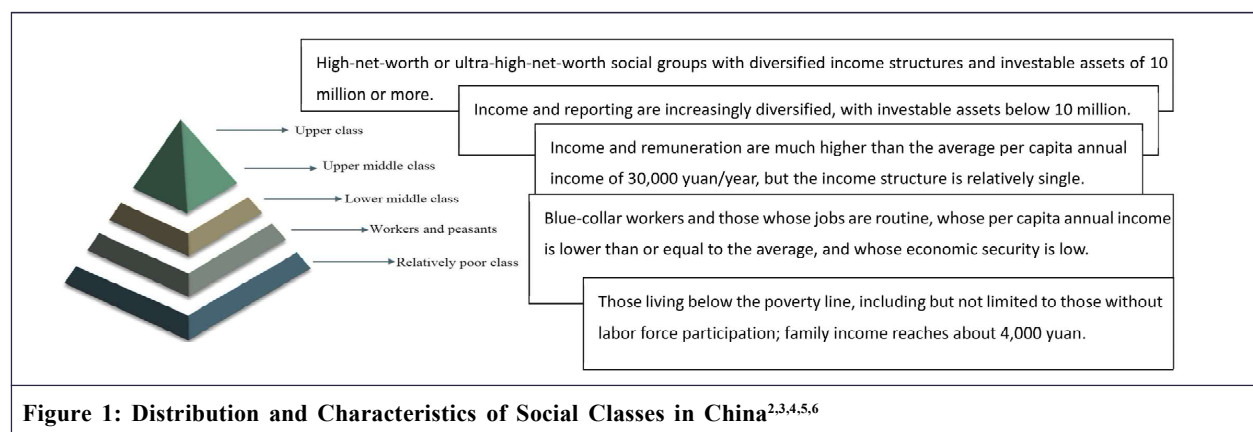 High-net-worth or ultra-high-net-worth social groups with diversified income structures and investable assets of 10
million or more.
Income and reporting are increasingly diversified, with investable assets below 10 million.
Income and remuneration are much higher than the average per capita annual
income of 30,000 yuan/year, but the income structure is relatively single.
Blue-collar workers and those whose jobs are routine, whose per capita annual income
is lower than or equal to the average, and whose economic security is low.
Those living below the poverty line, including but not limited to those without
labor force participation; family income reaches about 4,000 yuan.
Upper class
Upper middle class
Lower middle class
Workers and peasants
Relatively poor class
Figure 1: Distribution and Characteristics of Social Classes in China2,3,4,5,6